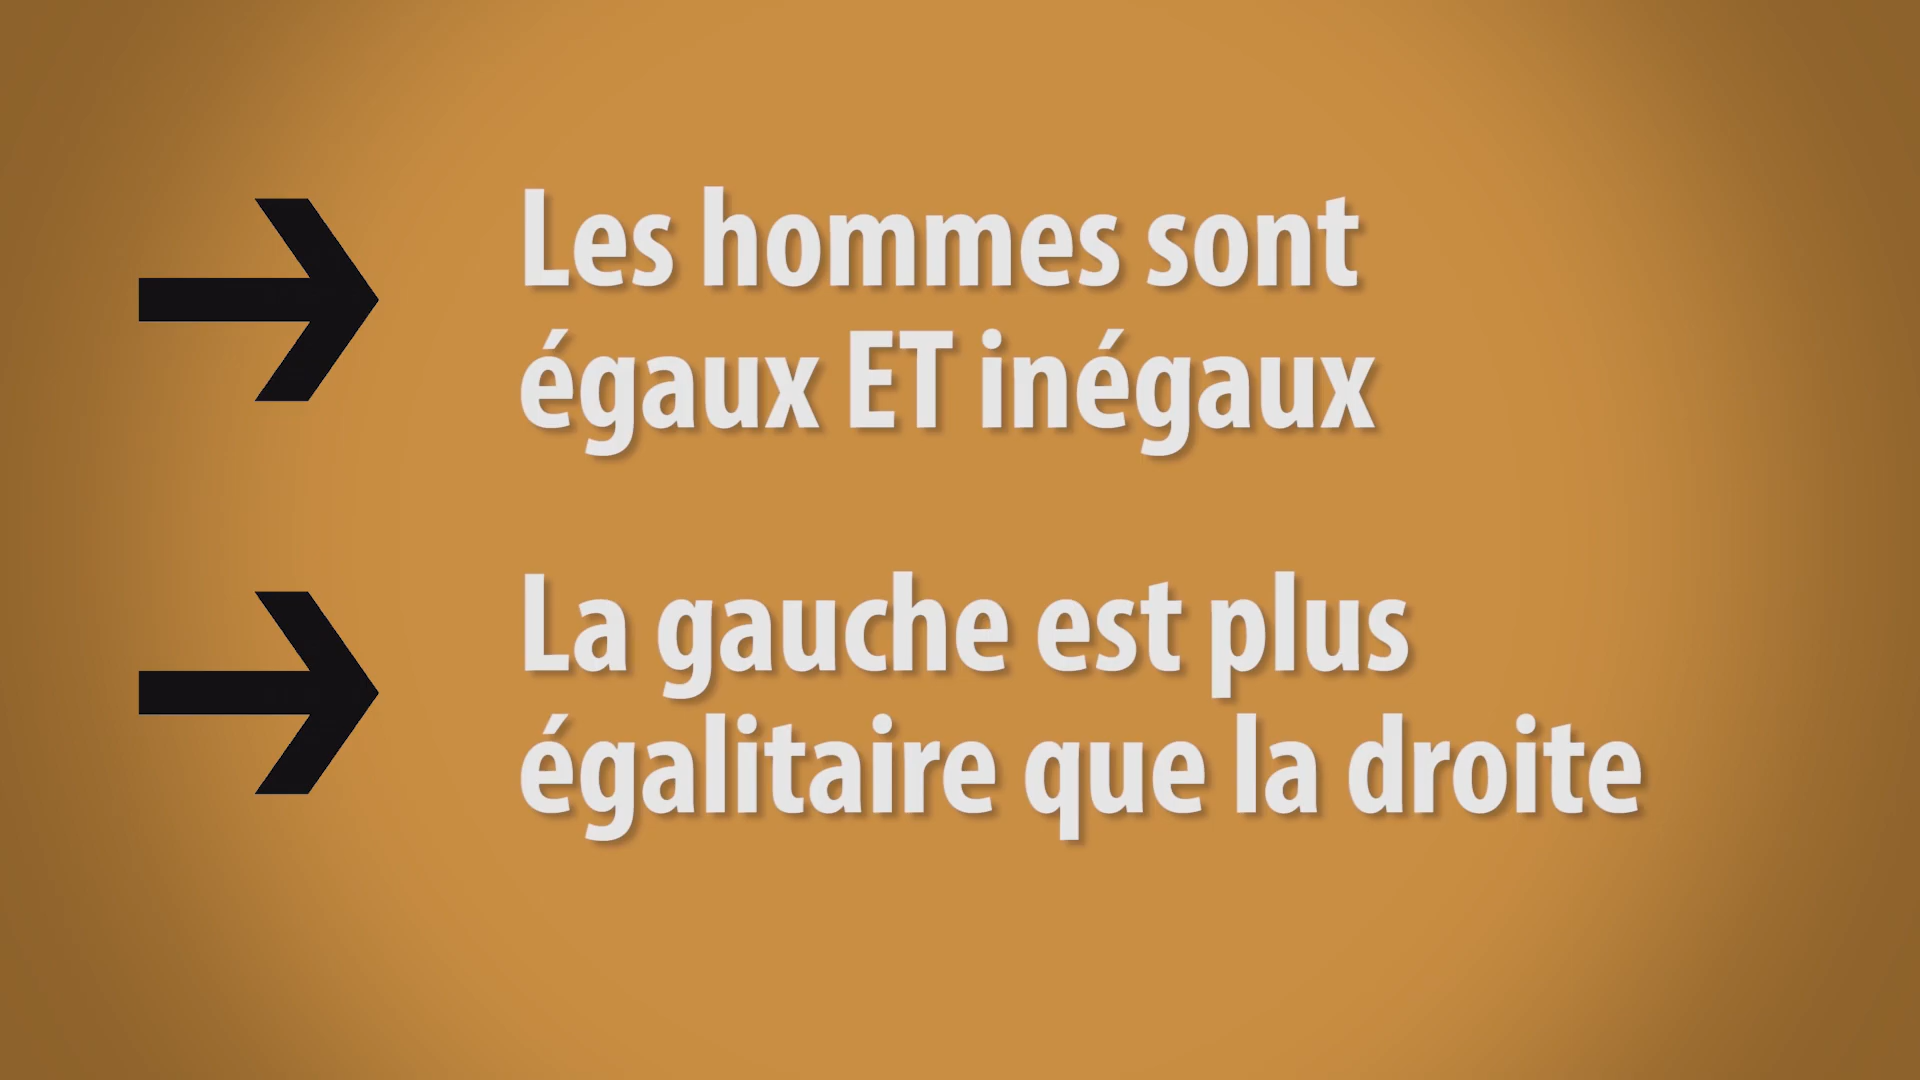 Les hommes sont
égaux ET inégaux
La gauche est plus
égalitaire que la droite